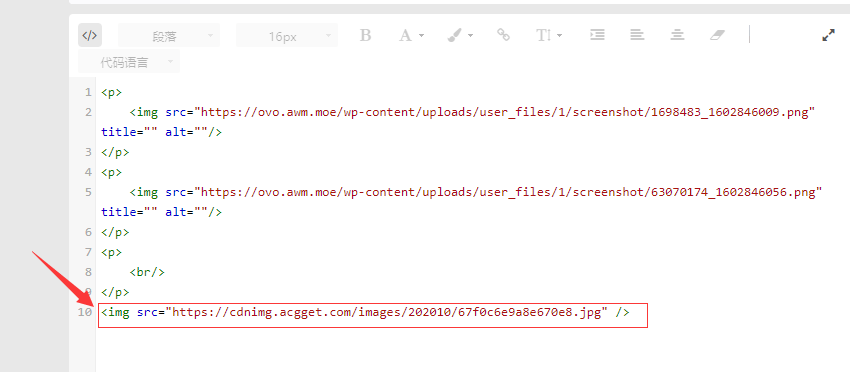 </> 段落 16px B A T
代码语言
1 <p>
2 <img src="https://ovo.awm.moe/wp-content/uploads/user_files/1/screenshot/1698483_1602846009.png"
title="" alt=""/>
3 </p>
4 <p>
5 <img src="https://ovo.awm.moe/wp-content/uploads/user_files/1/screenshot/63070174_1602846056.png"
title="" alt=""/>
6 </p>
7 <p>
8 <br/>
9 </p>
10 <img src="https://cdnimg.acgget.com/images/202010/67f0c6e9a8e670e8.jpg" />